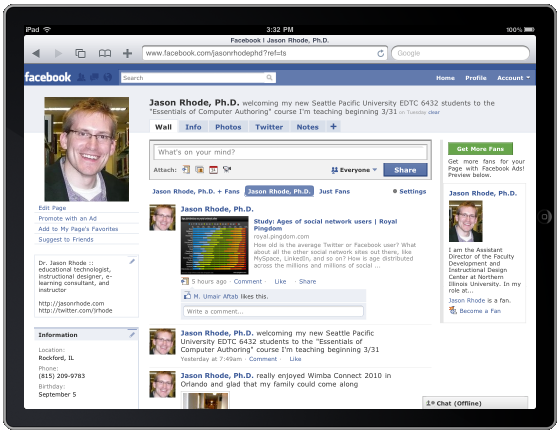 iPad
3:32 PM
100%
Facebook | Jason Rhode, Ph.D.
www.facebook.com/jasonrhodephd?ref=ts
Google
facebook
Search
Home Profile Account
Jason Rhode, Ph.D. welcoming my new Seattle Pacific University EDTC 6432 students to the
"Essentials of Computer Authoring" course I'm teaching beginning 3/31 on Tuesday clear
Wall Info Photos Twitter Notes +
What's on your mind?
Attach:
Everyone
Share
Jason Rhode, Ph.D. + Fans Jason Rhode, Ph.D. Just Fans Settings
Edit Page
Promote with an Ad
Add to My Page's Favorites
Suggest to Friends
Dr. Jason Rhode ::
educational technologist,
instructional designer, e-
learning consultant, and
instructor
http://jasonrhode.com
http://twitter.com/jrhode
Information
Location:
Rockford, IL
Phone:
(815) 209-9783
Birthday:
September 5
Jason Rhode, Ph.D.
Study: Ages of social network users | Royal
Pingdom
royal.pingdom.com
How old is the average Twitter or Facebook user? What
about all the other social network sites out there, like
MySpace, LinkedIn, and so on? How is age distributed
across the millions and millions of social ...
5 hours ago · Comment · Like · Share
M. Umair Aftab likes this.
Write a comment...
Jason Rhode, Ph.D. welcoming my new Seattle Pacific
University EDTC 6432 students to the "Essentials of
Computer Authoring" course I'm teaching beginning 3/31
Yesterday at 7:49am · Comment · Like
Jason Rhode, Ph.D. really enjoyed Wimba Connect 2010 in
Orlando and glad that my family could come along
Get More Fans
Get more fans for your
Page with Facebook Ads!
Preview below.
Jason Rhode, Ph.D.
I am the Assistant
Director of the Faculty
Development and
Instructional Design
Center at Northern
Illinois University. In my
role at...
Jason Rhode is a fan.
Become a Fan
Chat (Offline)